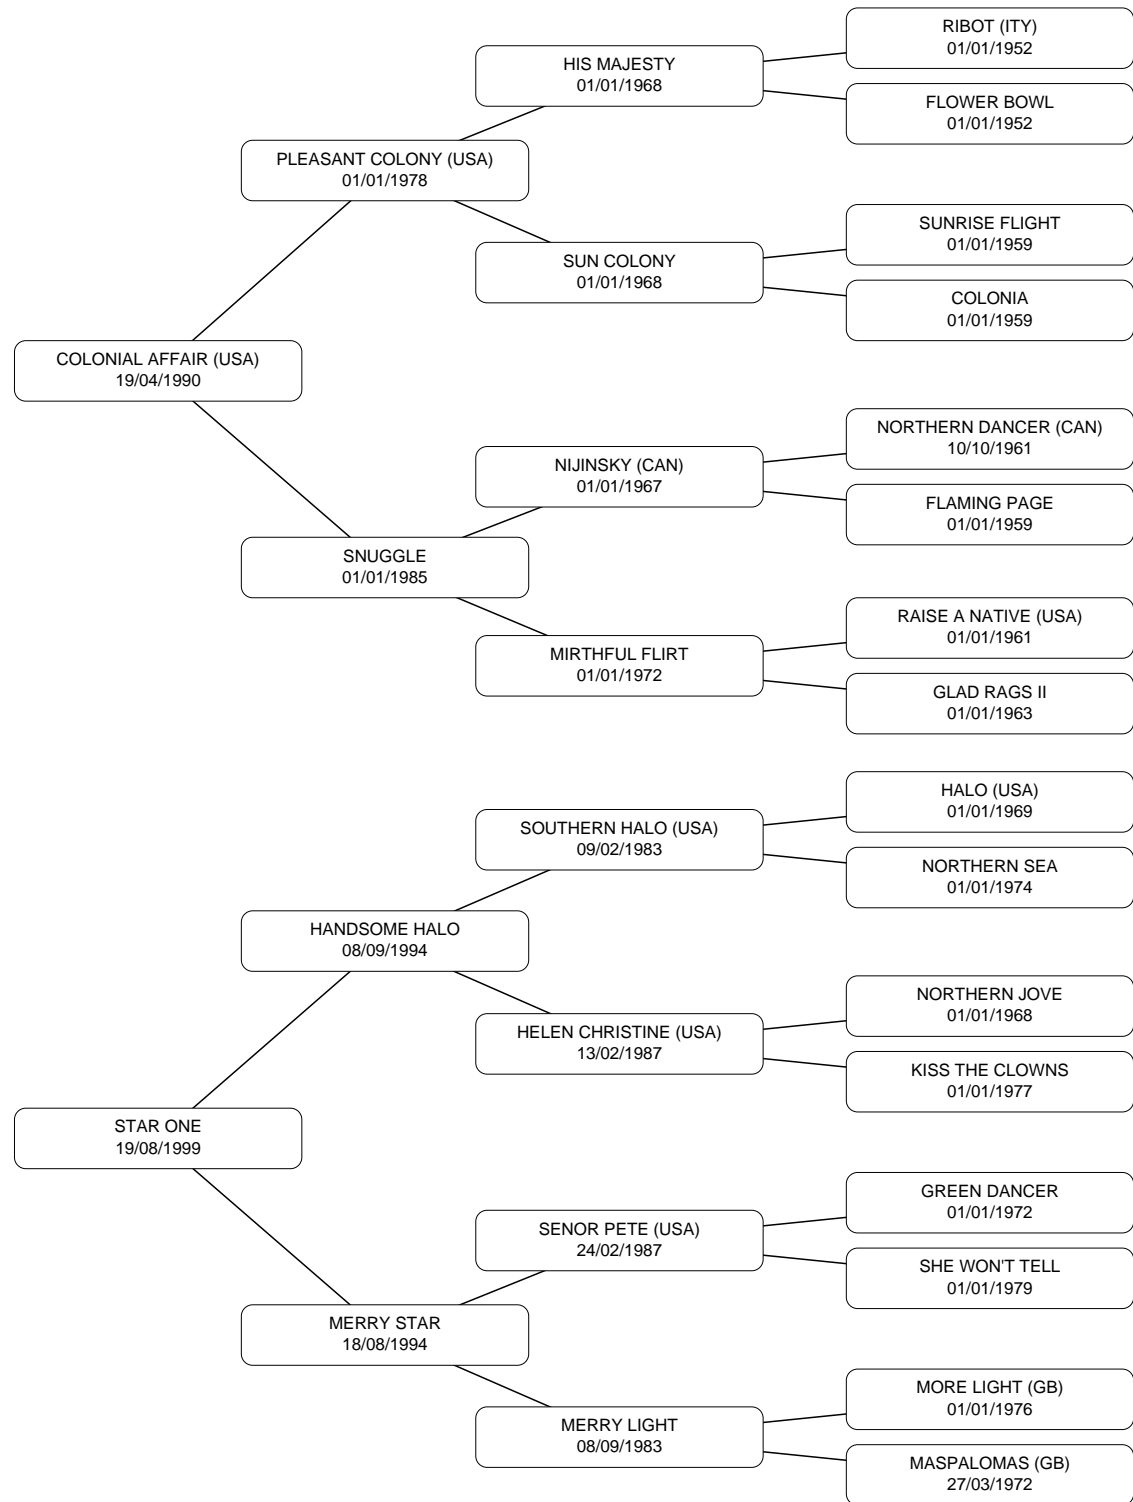 RIBOT (ITY)
01/01/1952
HIS MAJESTY
01/01/1968
FLOWER BOWL
01/01/1952
PLEASANT COLONY (USA)
01/01/1978
SUNRISE FLIGHT
01/01/1959
SUN COLONY
01/01/1968
COLONIA
01/01/1959
COLONIAL AFFAIR (USA)
19/04/1990
NORTHERN DANCER (CAN)
10/10/1961
NIJINSKY (CAN)
01/01/1967
FLAMING PAGE
01/01/1959
SNUGGLE
01/01/1985
RAISE A NATIVE (USA)
01/01/1961
MIRTHFUL FLIRT
01/01/1972
GLAD RAGS II
01/01/1963
HALO (USA)
01/01/1969
SOUTHERN HALO (USA)
09/02/1983
NORTHERN SEA
01/01/1974
HANDSOME HALO
08/09/1994
NORTHERN JOVE
01/01/1968
HELEN CHRISTINE (USA)
13/02/1987
KISS THE CLOWNS
01/01/1977
STAR ONE
19/08/1999
GREEN DANCER
01/01/1972
SENOR PETE (USA)
24/02/1987
SHE WON'T TELL
01/01/1979
MERRY STAR
18/08/1994
MORE LIGHT (GB)
01/01/1976
MERRY LIGHT
08/09/1983
MASPALOMAS (GB)
27/03/1972